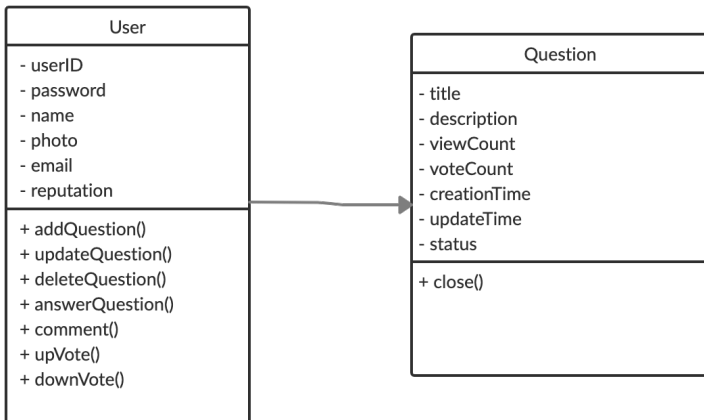 User
- userID
- password
- name
- photo
- email
- reputation
+ addQuestion()
+ updateQuestion()
+ deleteQuestion()
+ answerQuestion()
+ comment()
+ upVote()
+ downVote()
Question
- title
- description
- viewCount
- voteCount
- creationTime
- updateTime
- status
+ close()